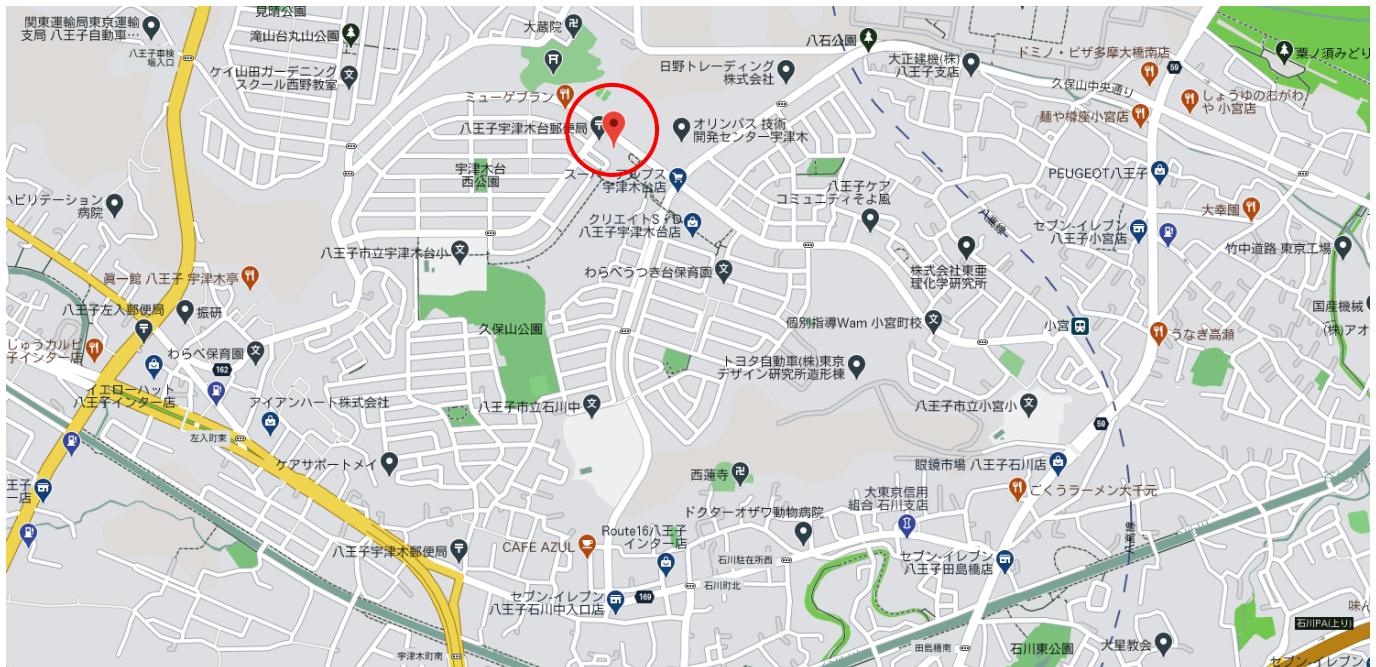 見晴公園
関東運輸局東京運輸
支局 八王子自動車…
滝山台丸山公園
八王子車検
場入口
大蔵院
八石公園
ドミノ・ピザ多摩大橋南店
大正建機(株)
八王子支店
粟ノ須みどり
59
日野トレーディング
株式会社
ケイ山田ガーデニング
スクール西野教室
久保山中央通り
しょうゆのおがわ
や 小宮店
ミューゲブラン
麺や樽座小宮店
八王子宇津木台郵便局
オリンパス 技術
開発センター宇津木
宇津木台
西公園
スーパーアルプス
宇津木台店
PEUGEOT八王子
八王子ケア
コミュニティそよ風
ハビリテーション
病院
大幸園
クリエイトS・D
八王子宇津木台店
八高線
セブン-イレブン
八王子小宮店
竹中道路 東京工場
八王子市立宇津木台小
わらべうつき台保育園
株式会社東亜
理化学研究所
眞一館 八王子 宇津木亭
八王子左入郵便局
振研
国産機械
(株)アオ
久保山公園
個別指導Wam 小宮町校
小宮
うなぎ高瀬
じゅうカルビ
子インター店
わらべ保育園
162
トヨタ自動車(株)東京
デザイン研究所造形棟
イエローハット
八王子インター店
アイアンハート株式会社
八王子市立石川中
八王子市立小宮小
59
左入町東
ケアサポートメイ
眼鏡市場 八王子石川店
西蓮寺
王子
ー店
ごくうラーメン大千元
大東京信用
組合 石川支店
ドクターオザワ動物病院
Route16八王子
インター店
八王子宇津木郵便局
CAFE AZUL
八高線
石川駐在所西
セブン-イレブン
八王子田島橋店
石川町北
169
セブン-イレブン
八王子石川中入口店
味ん
石川PA(上り)
宇津木町南
田島橋南
石川東公園
大星教会
セブン-イレブン